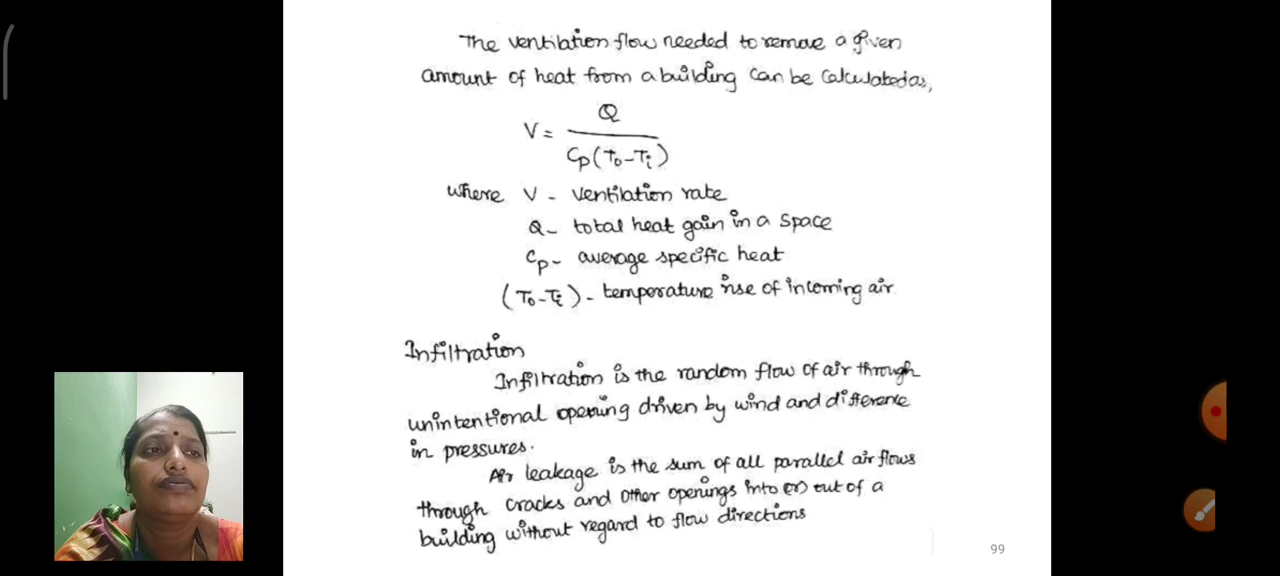 The ventilation flow needed to remove a given
amount of heat from a building can be calculated as,
V = Q / Cp(To-Ti)
where V - ventilation rate
Q - total heat gain in a space
Cp - average specific heat
(To-Ti) - temperature rise of incoming air
Infiltration
Infiltration is the random flow of air through
unintentional opening driven by wind and difference
in pressures.
Air leakage is the sum of all parallel air flows
through cracks and other openings into (or) out of a
building without regard to flow directions
99